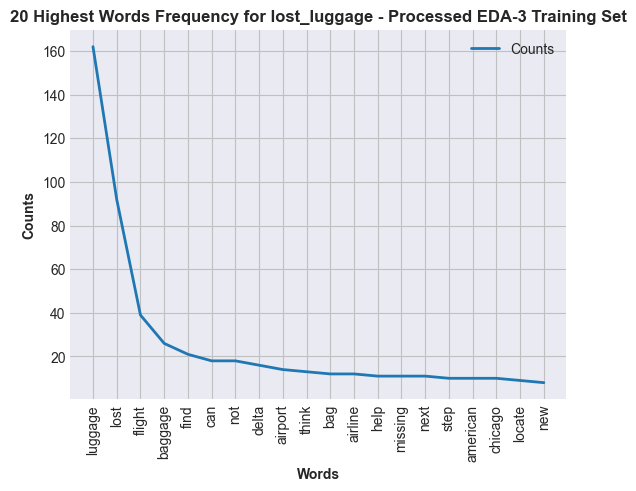 20 Highest Words Frequency for lost_luggage - Processed EDA-3 Training Set
Counts
160
140
120
100
80
60
40
20
Counts
luggage
lost
flight
baggage
find
can
not
delta
airport
think
bag
airline
help
missing
next
step
american
chicago
locate
new
Words